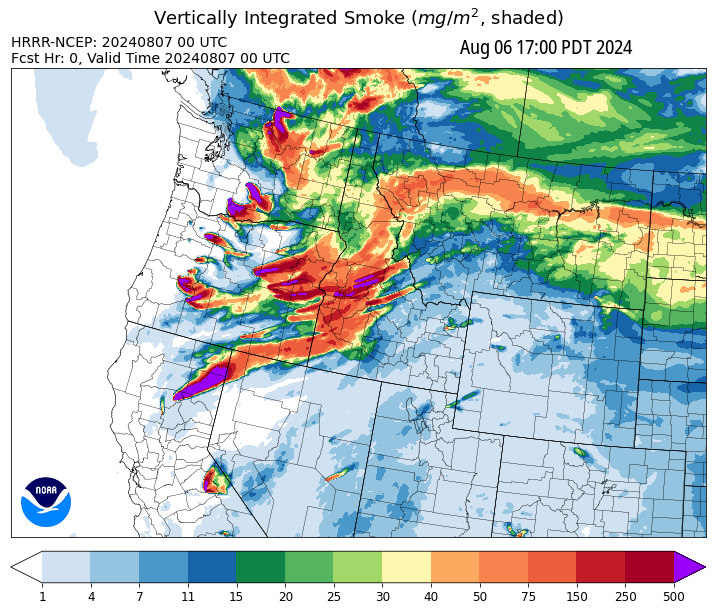 Vertically Integrated Smoke (mg/m², shaded)
HRRR-NCEP: 20240807 00 UTC
Aug 06 17:00 PDT 2024
Fcst Hr: 0, Valid Time 20240807 00 UTC
NOAA
1 4 7 11 15 20 25 30 40 50 75 150 250 500